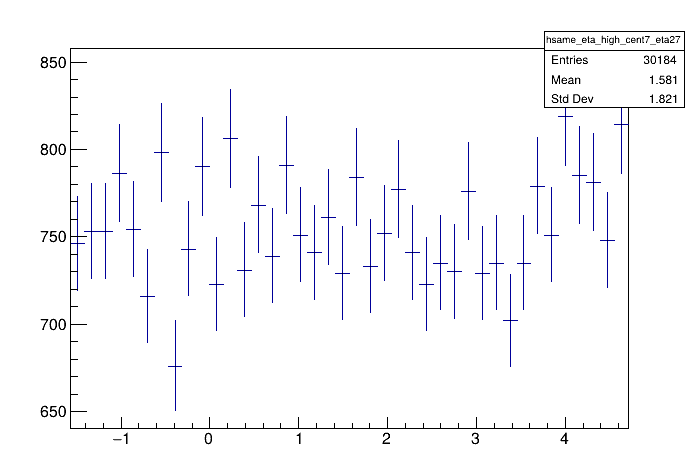 hsame_eta_high_cent7_eta27
Entries 30184
Mean 1.581
Std Dev 1.821
850
800
750
700
650
−1 0 1 2 3 4